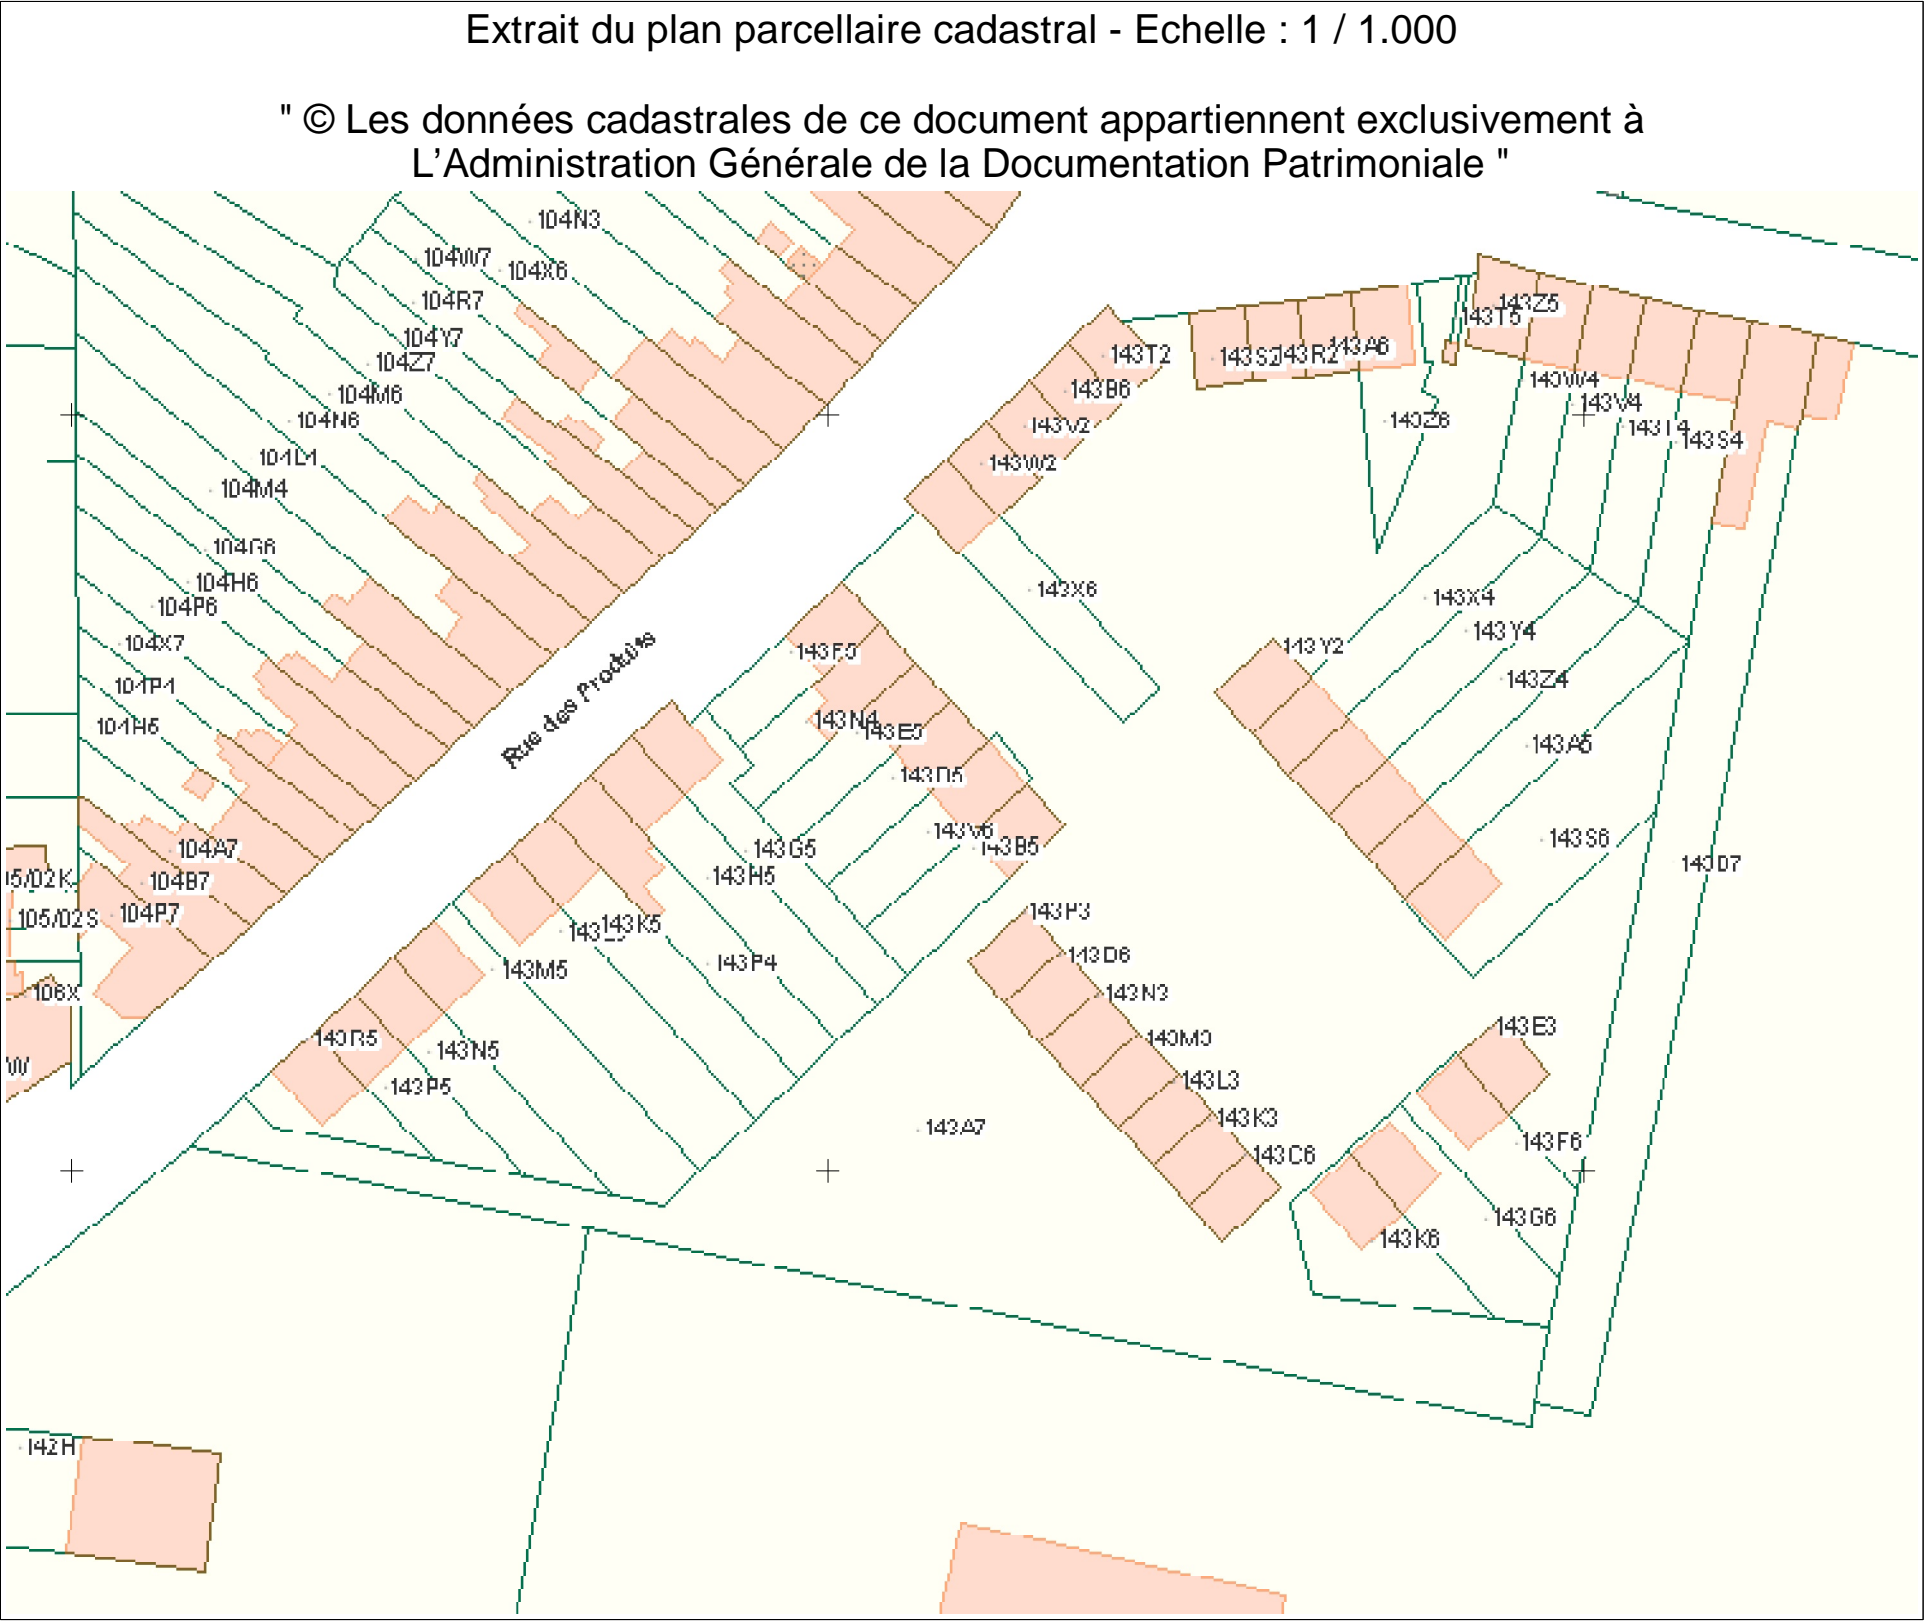 Extrait du plan parcellaire cadastral - Echelle : 1 / 1.000
" © Les données cadastrales de ce document appartiennent exclusivement à
L'Administration Générale de la Documentation Patrimoniale "
104N3
104W7
104X6
104R7
104Y7
104Z7
104M6
104N6
104L4
104M4
104G6
104H6
104P6
104X7
104P4
104H5
104A7
104B7
104P7
105/02S
106X
W
Rue des Produits
143Z5
143T5
143T2
143S2
143R2
143A6
143B6
143V2
143W2
143Z6
143W4
143V4
143T4
143S4
143X6
143X4
143Y4
143Y2
143Z4
143A5
143S6
143D7
143N4
143E5
143D5
143V6
143B5
143G5
143H5
143K5
143M5
143P4
143R5
143N5
143P5
143P3
143D6
143N3
143M3
143L3
143K3
143C6
143A7
143E3
143F6
143G6
143K6
142H